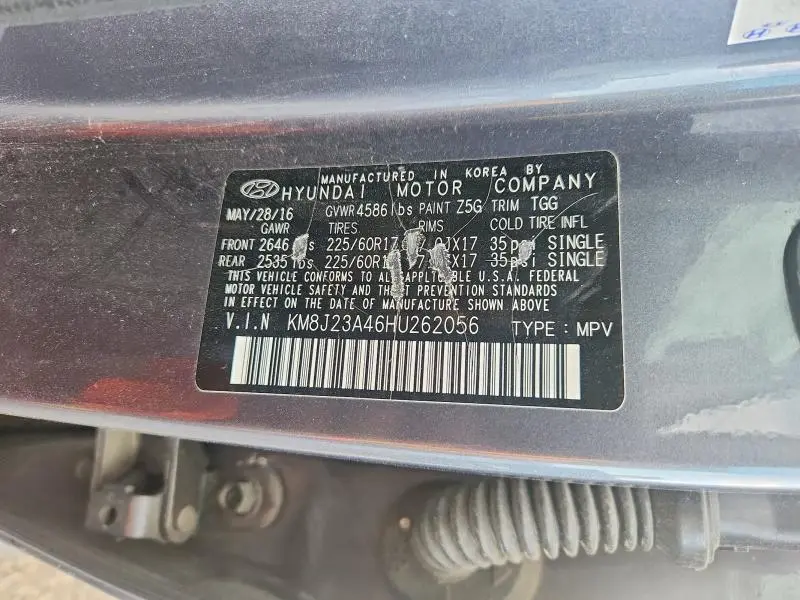 MANUFACTURED IN KOREA BY
HYUNDAI MOTOR COMPANY
MAY/28/16 GVWR 4586 lbs PAINT Z5G TRIM TGG
GAWR TIRES RIMS COLD TIRE INFL
FRONT 2646 225/60R17 JX17 35 SINGLE
REAR 2535 lbs 225/60R X17 35psi SINGLE
THIS VEHICLE CONFORMS TO ALL APPLICABLE U.S.A. FEDERAL
MOTOR VEHICLE SAFETY AND THEFT PREVENTION STANDARDS
IN EFFECT ON THE DATE OF MANUFACTURE SHOWN ABOVE
V.I.N KM8J23A46HU262056 TYPE : MPV